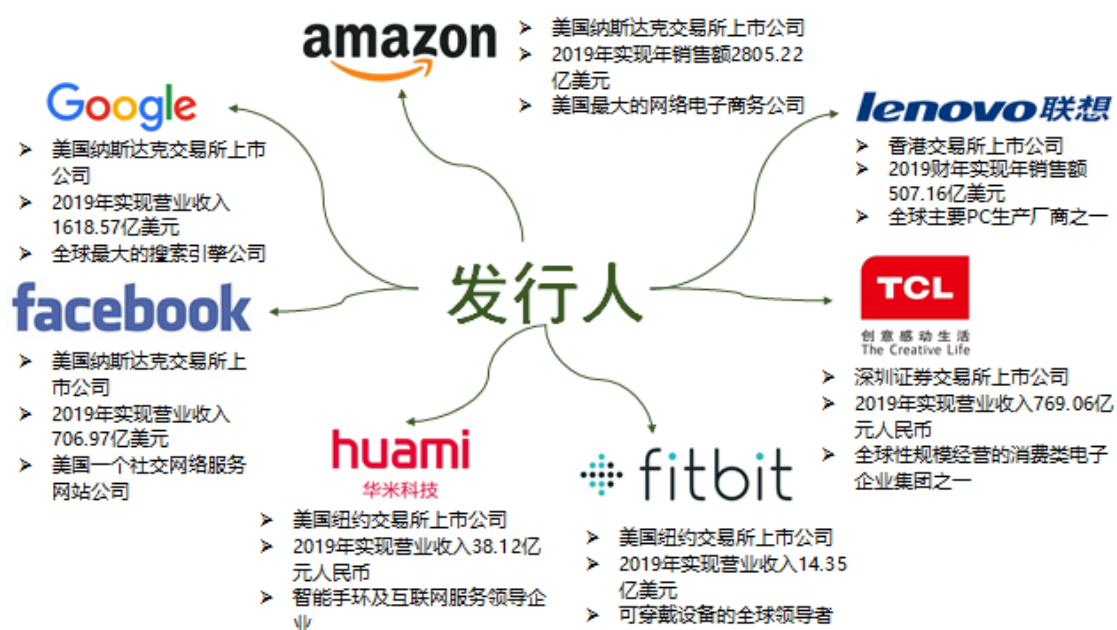 amazon
➢ 美国纳斯达克交易所上市公司
➢ 2019年实现年销售额2805.22
亿美元
➢ 美国最大的网络电子商务公司
Google
➢ 美国纳斯达克交易所上市
公司
➢ 2019年实现营业收入
1618.57亿美元
➢ 全球最大的搜索引擎公司
lenovo联想
➢ 香港交易所上市公司
➢ 2019财年实现年销售额
507.16亿美元
➢ 全球主要PC生产厂商之一
发行人
facebook
➢ 美国纳斯达克交易所上
市公司
➢ 2019年实现营业收入
706.97亿美元
➢ 美国一个社交网络服务
网站公司
TCL
创意感动生活
The Creative Life
➢ 深圳证券交易所上市公司
➢ 2019年实现营业收入769.06亿
元人民币
➢ 全球性规模经营的消费类电子
企业集团之一
huami
华米科技
➢ 美国纽约交易所上市公司
➢ 2019年实现营业收入38.12亿
元人民币
➢ 智能手环及互联网服务领导企
业
fitbit
➢ 美国纽约交易所上市公司
➢ 2019年实现营业收入14.35
亿美元
➢ 可穿戴设备的全球领导者